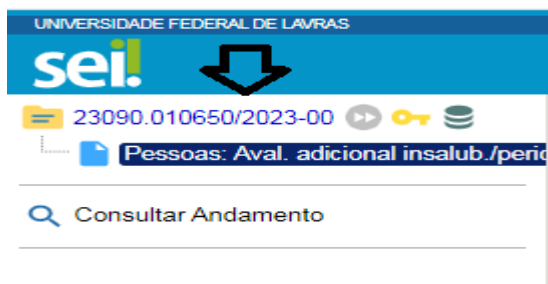 UNIVERSIDADE FEDERAL DE LAVRAS
sei!
23090.010650/2023-00
Pessoas: Aval. adicional insalub./peric
Consultar Andamento